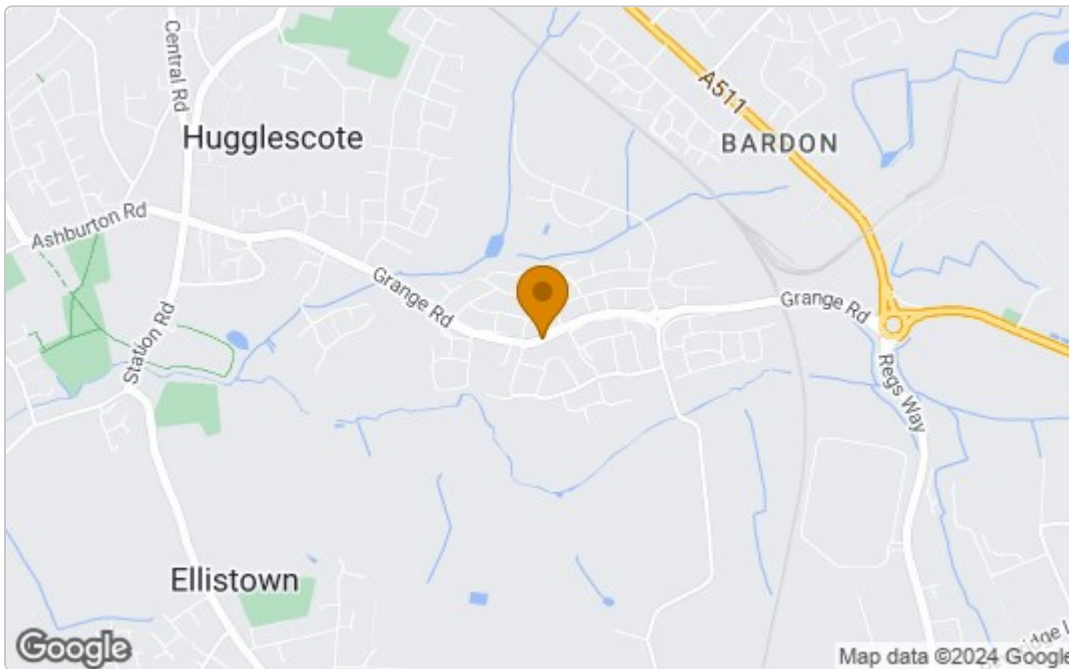 Central Rd
A511
Hugglescote
BARDON
Ashburton Rd
Grange Rd
Grange Rd
Station Rd
Regs Way
Ellistown
Google
Map data ©2024 Google